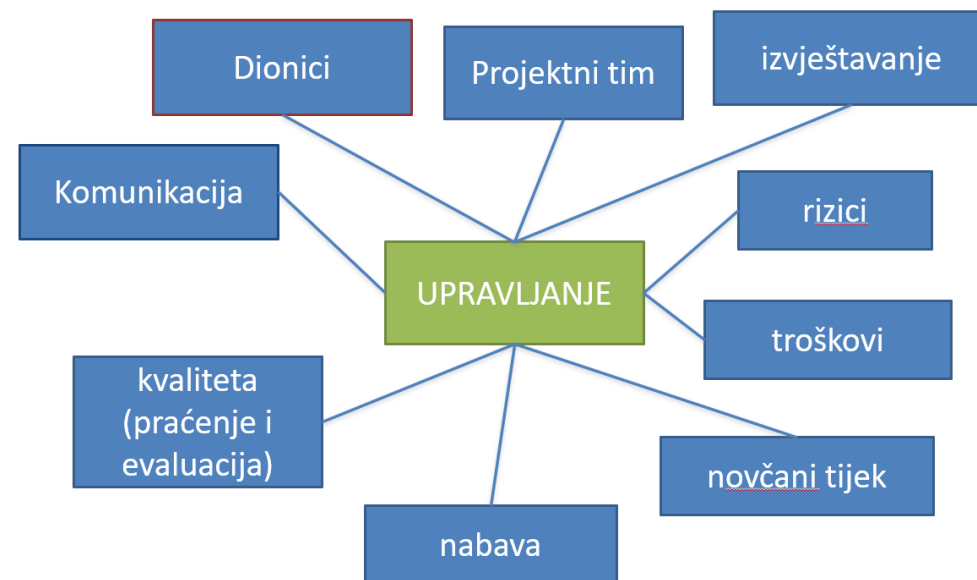 Dionici
Projektni tim
izvještavanje
Komunikacija
rizici
UPRAVLJANJE
troškovi
kvaliteta
(praćenje i
evaluacija)
novčani tijek
nabava